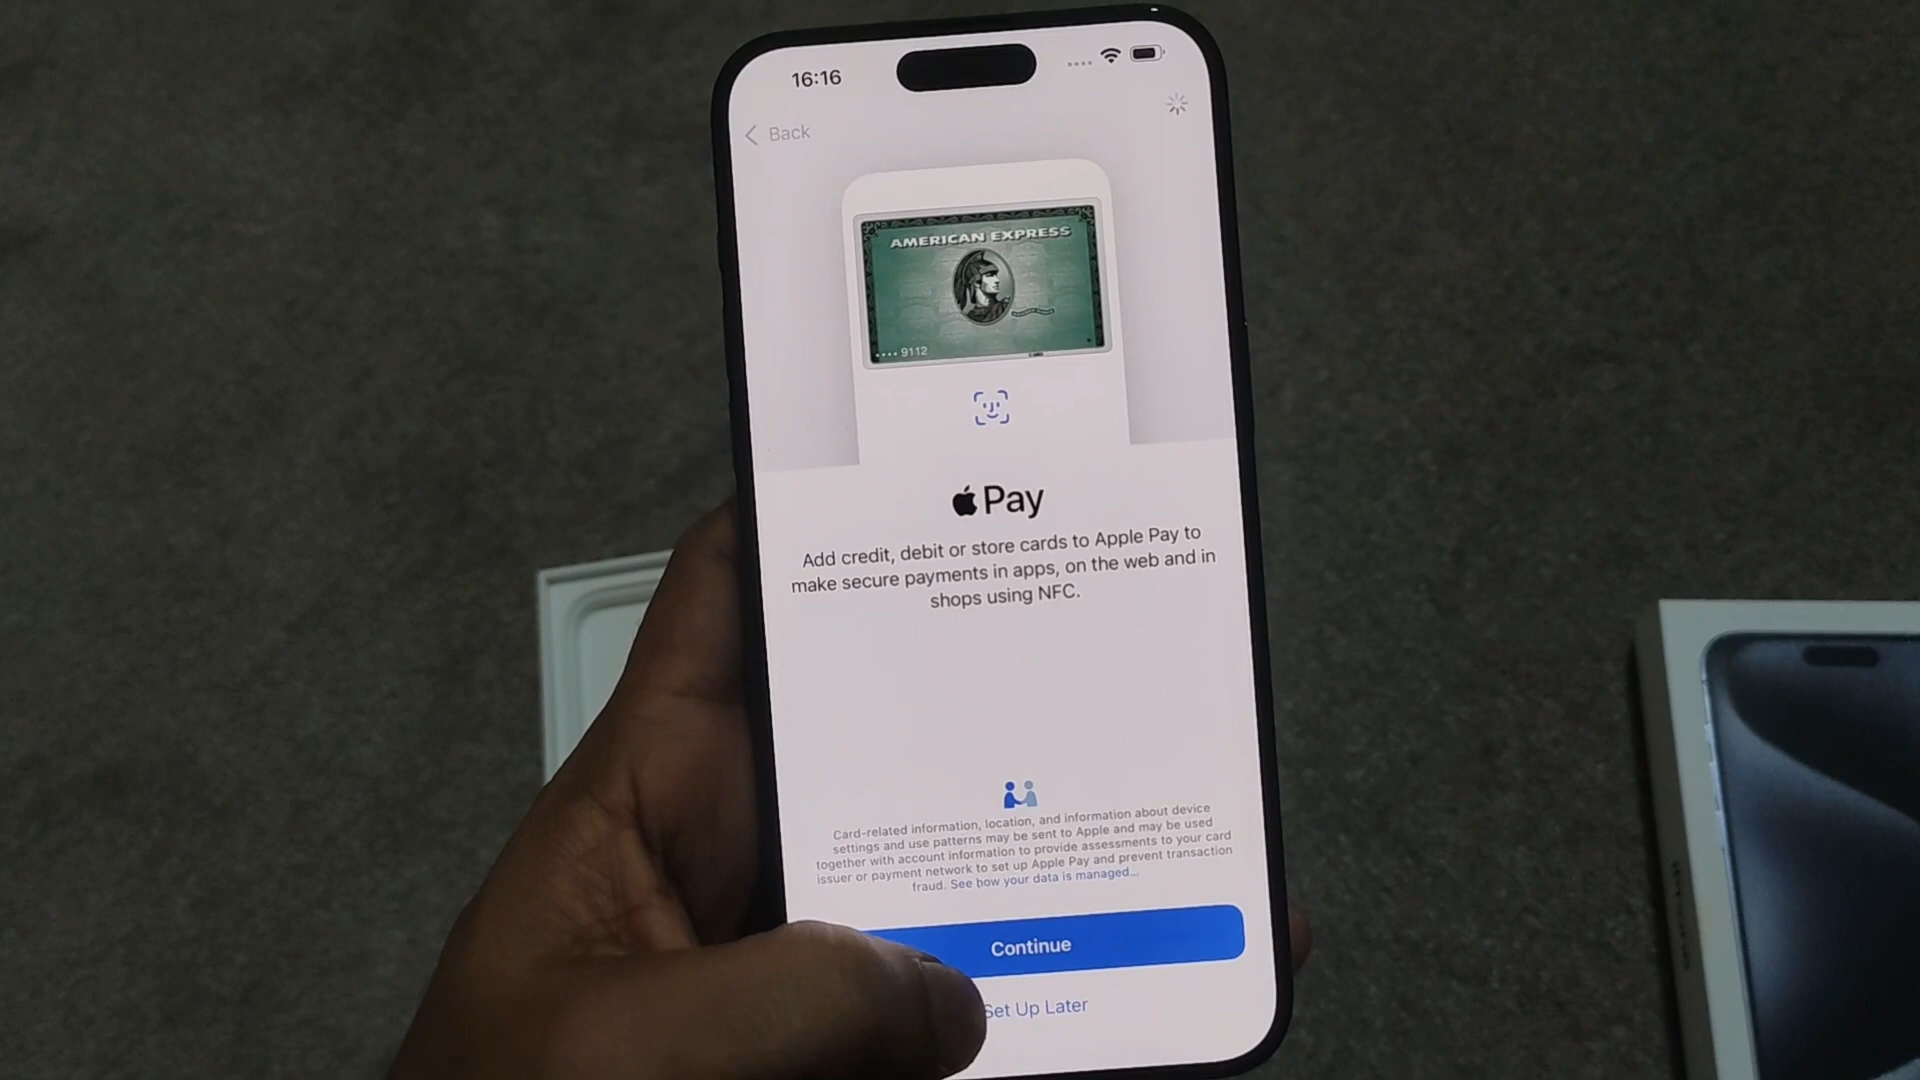 16:16
Back
AMERICAN EXPRESS
•••• 9112
Pay
Add credit, debit or store cards to Apple Pay to
make secure payments in apps, on the web and in
shops using NFC.
Card-related information, location, and information about device
settings and use patterns may be sent to Apple and may be used
together with account information to provide assessments to your card
issuer or payment network to set up Apple Pay and prevent transaction
fraud. See how your data is managed...
Continue
Set Up Later